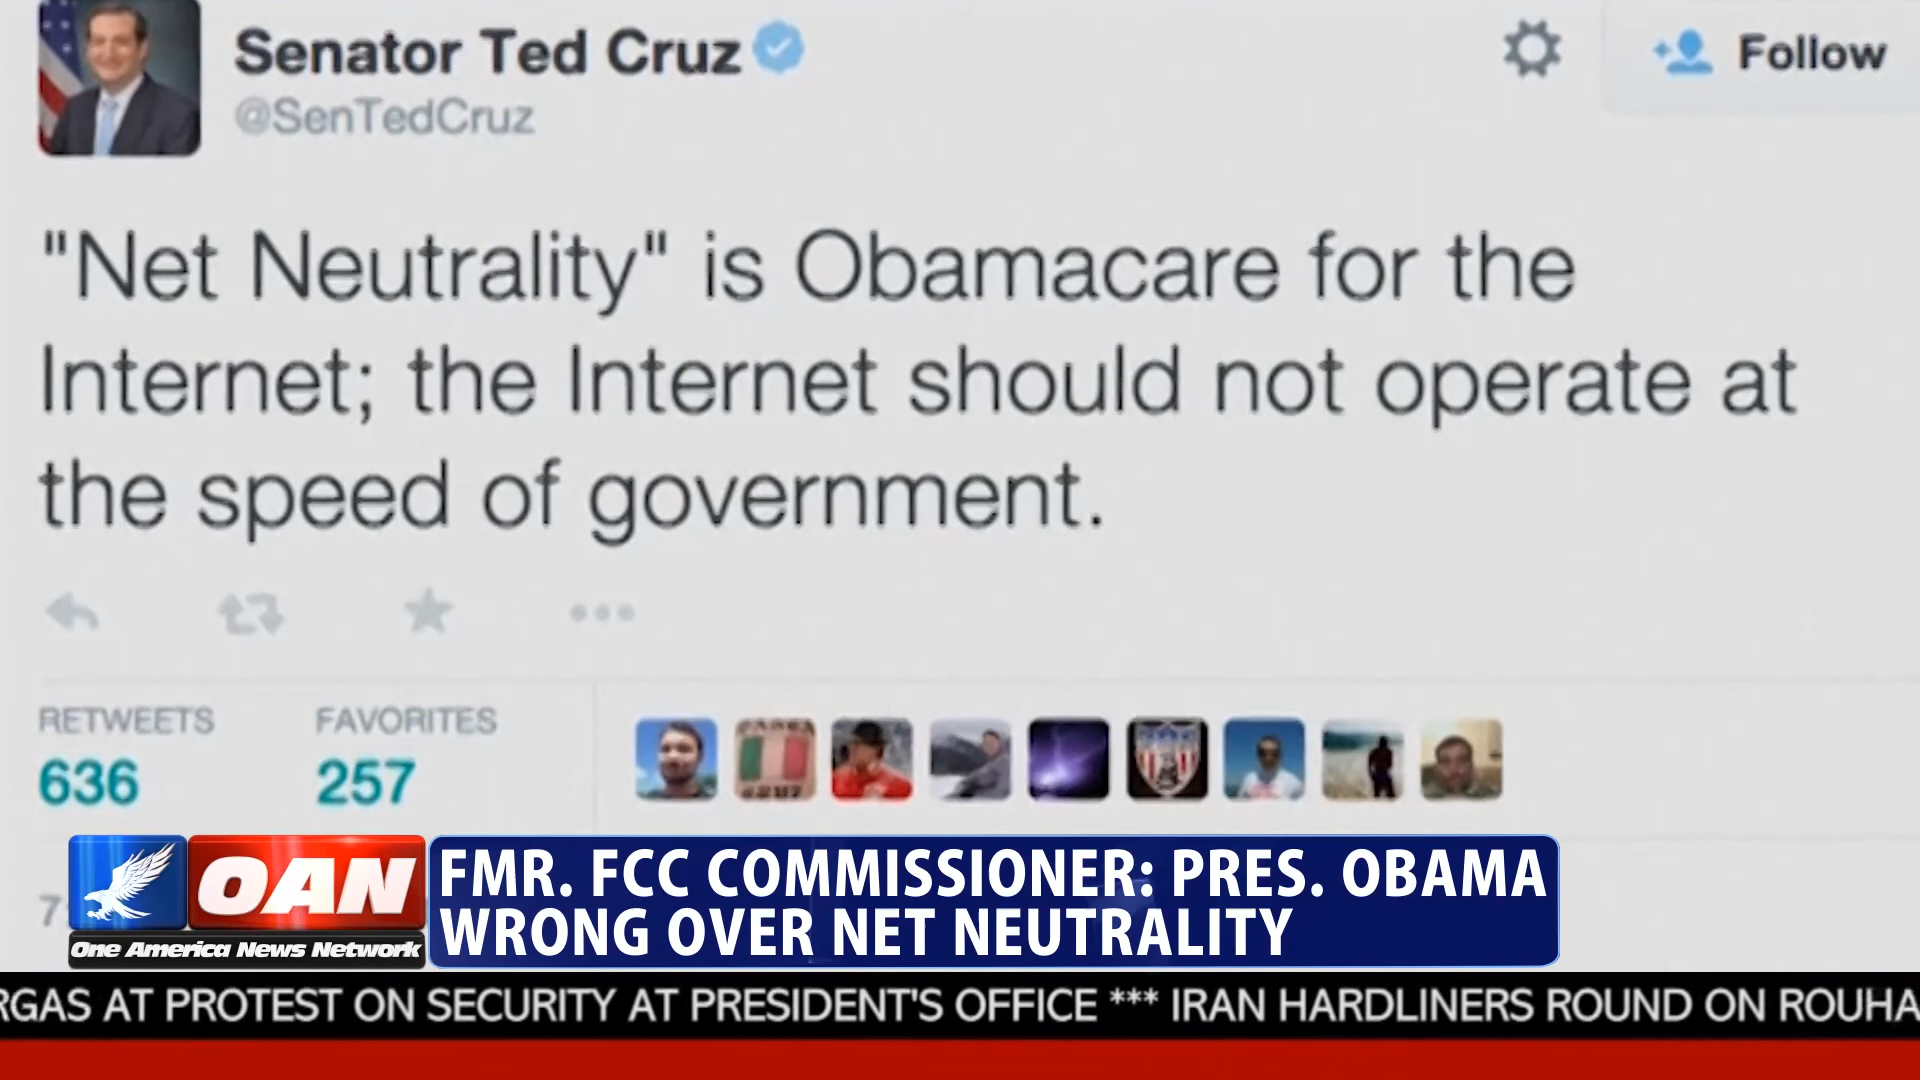 Senator Ted Cruz
@SenTedCruz
Follow
"Net Neutrality" is Obamacare for the
Internet; the Internet should not operate at
the speed of government.
RETWEETS
636
FAVORITES
257
OAN
One America News Network
FMR. FCC COMMISSIONER: PRES. OBAMA
WRONG OVER NET NEUTRALITY
RGAS AT PROTEST ON SECURITY AT PRESIDENT'S OFFICE *** IRAN HARDLINERS ROUND ON ROUHA